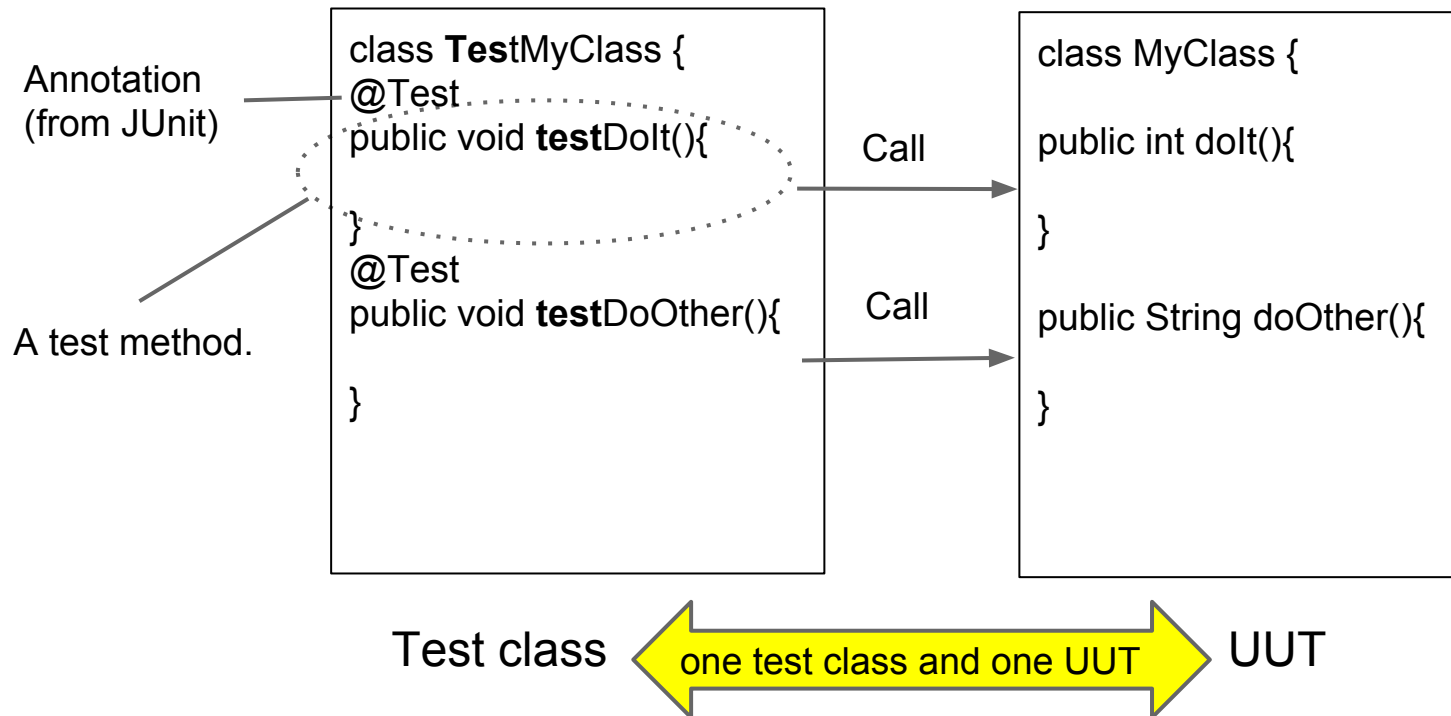 Annotation
(from JUnit)
A test method.
class TestMyClass {
@Test
public void testDoIt(){
}
@Test
public void testDoOther(){
}
Call
Call
class MyClass {
public int doIt(){
}
public String doOther(){
}
Test class
one test class and one UUT
UUT